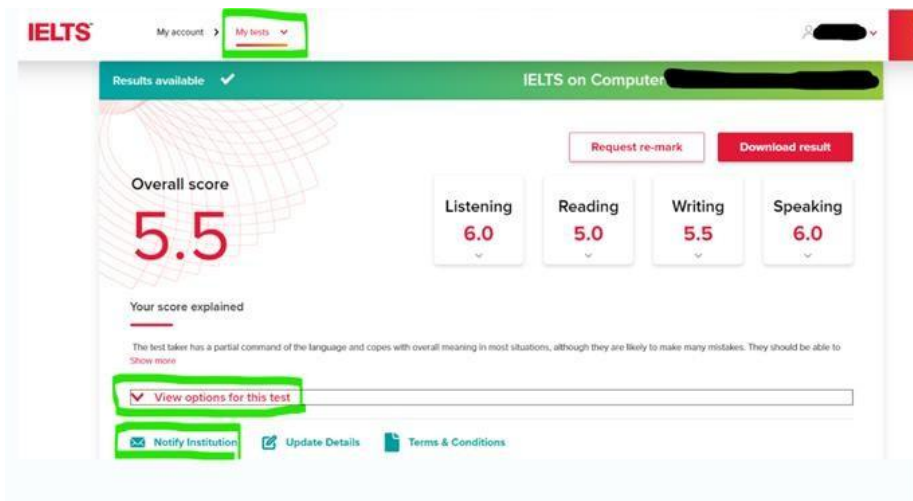 IELTS
My account > My tests
Results available IELTS on Computer
Request re-mark Download result
Overall score
5.5
Listening Reading Writing Speaking
6.0 5.0 5.5 6.0
Your score explained
The test taker has a partial command of the language and copes with overall meaning in most situations, although they are likely to make many mistakes. They should be able to
Show more
View options for this test
Notify Institution Update Details Terms & Conditions